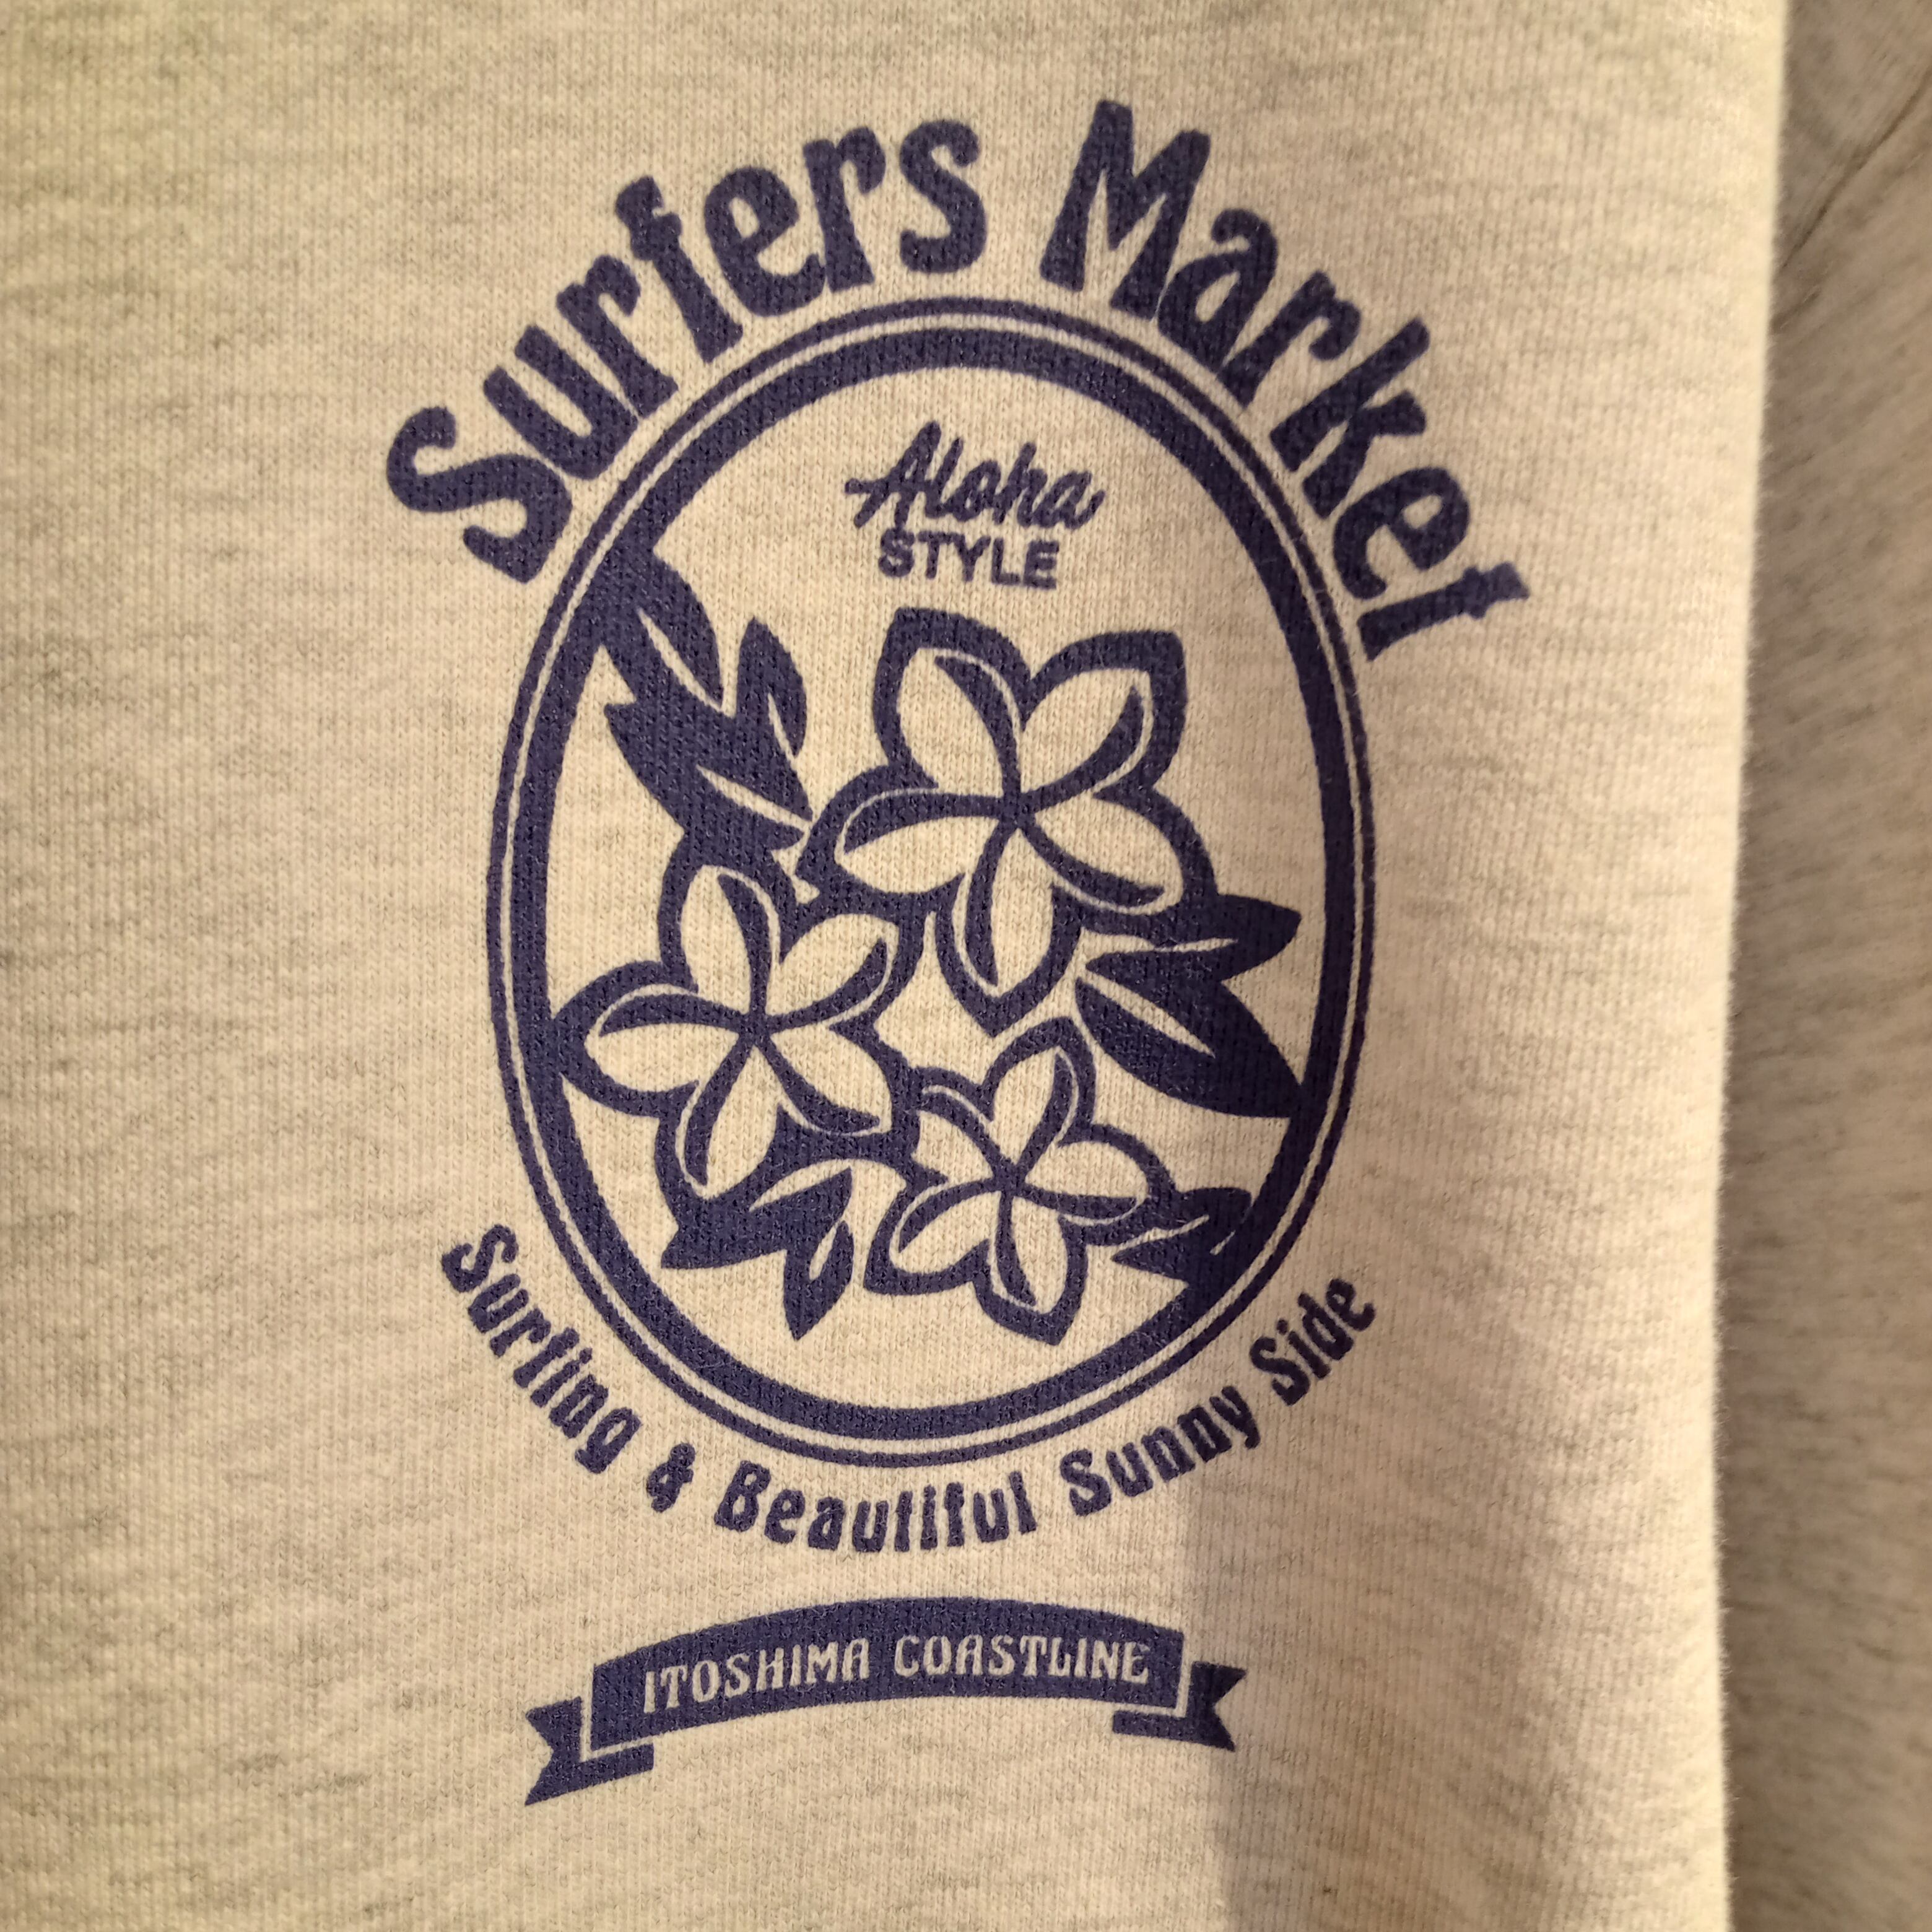 Surfers Market
Aloha
STYLE
Surfing & Beautiful Sunny Side
ITOSHIMA COASTLINE